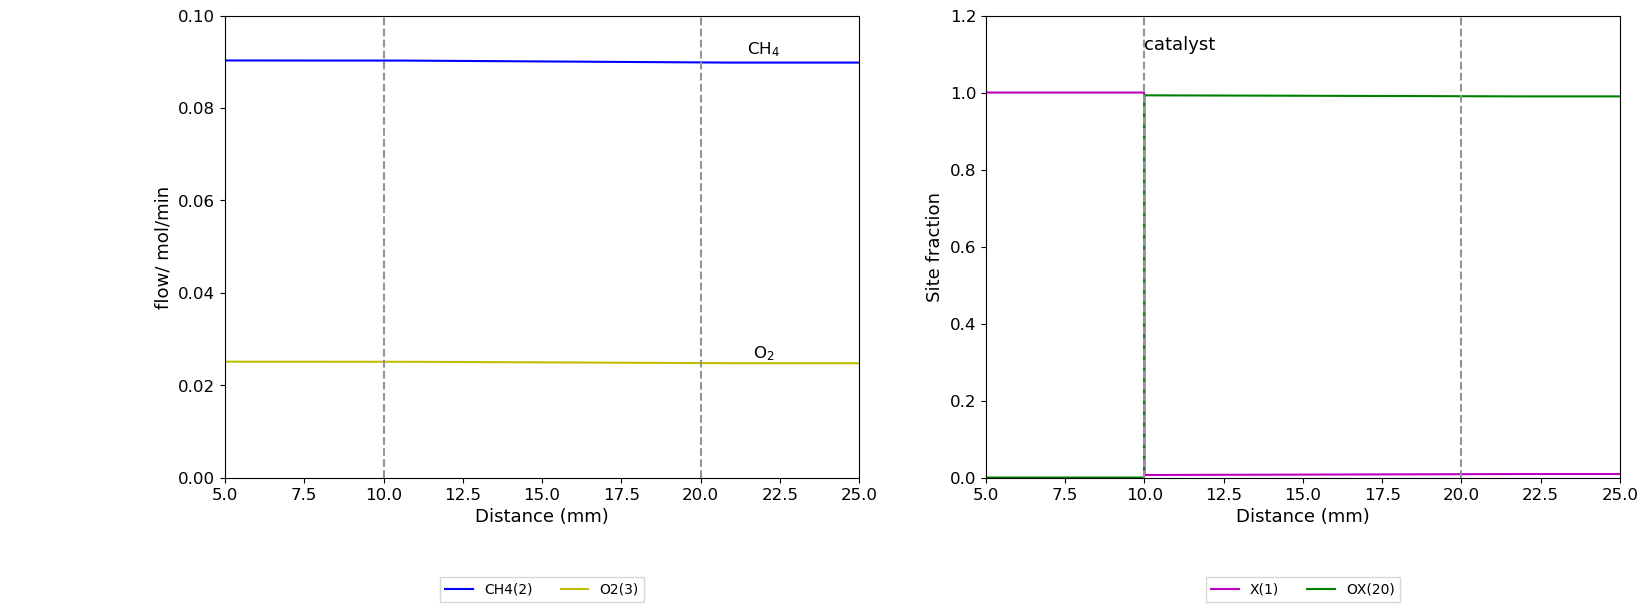 0.10
0.08
0.06
0.04
0.02
0.00
flow/ mol/min
CH₄
O₂
5.0 7.5 10.0 12.5 15.0 17.5 20.0 22.5 25.0
Distance (mm)
CH4(2) O2(3)
1.2
1.0
0.8
0.6
0.4
0.2
0.0
Site fraction
catalyst
5.0 7.5 10.0 12.5 15.0 17.5 20.0 22.5 25.0
Distance (mm)
X(1) OX(20)